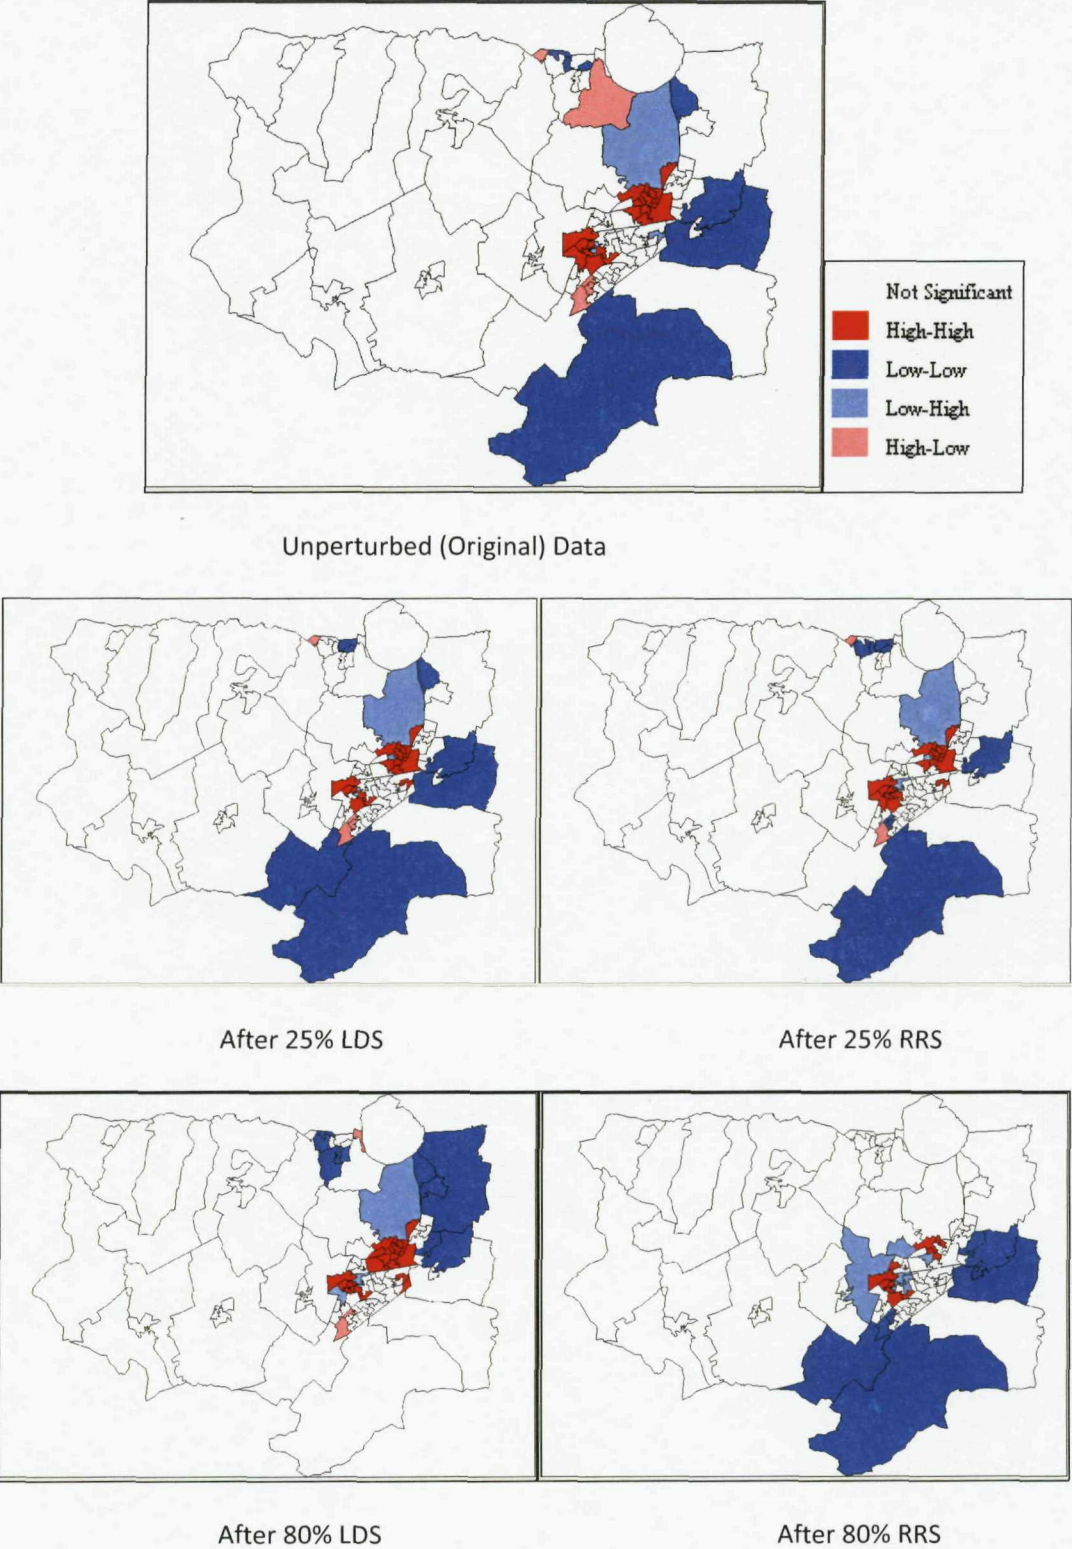 Not Significant
High-High
Low-Low
Low-High
High-Low
Unperturbed (Original) Data
After 25% LDS
After 25% RRS
After 80% LDS
After 80% RRS